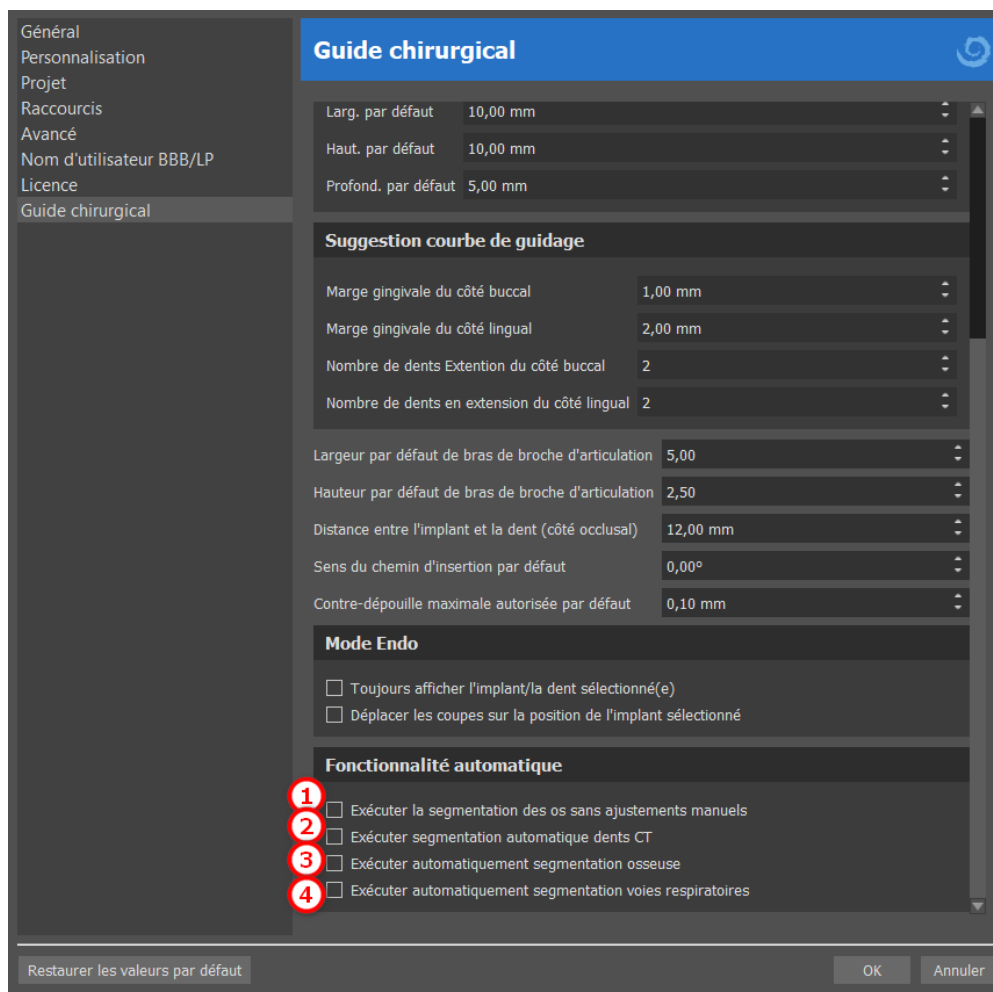 Général
Personnalisation
Projet
Raccourcis
Avancé
Nom d'utilisateur BBB/LP
Licence
Guide chirurgical
Guide chirurgical
Larg. par défaut 10,00 mm
Haut. par défaut 10,00 mm
Profond. par défaut 5,00 mm
Suggestion courbe de guidage
Marge gingivale du côté buccal 1,00 mm
Marge gingivale du côté lingual 2,00 mm
Nombre de dents Extention du côté buccal 2
Nombre de dents en extension du côté lingual 2
Largeur par défaut de bras de broche d'articulation 5,00
Hauteur par défaut de bras de broche d'articulation 2,50
Distance entre l'implant et la dent (côté occlusal) 12,00 mm
Sens du chemin d'insertion par défaut 0,00°
Contre-dépouille maximale autorisée par défaut 0,10 mm
Mode Endo
Toujours afficher l'implant/la dent sélectionné(e)
Déplacer les coupes sur la position de l'implant sélectionné
Fonctionnalité automatique
1 Exécuter la segmentation des os sans ajustements manuels
2 Exécuter segmentation automatique dents CT
3 Exécuter automatiquement segmentation osseuse
4 Exécuter automatiquement segmentation voies respiratoires
Restaurer les valeurs par défaut OK Annuler